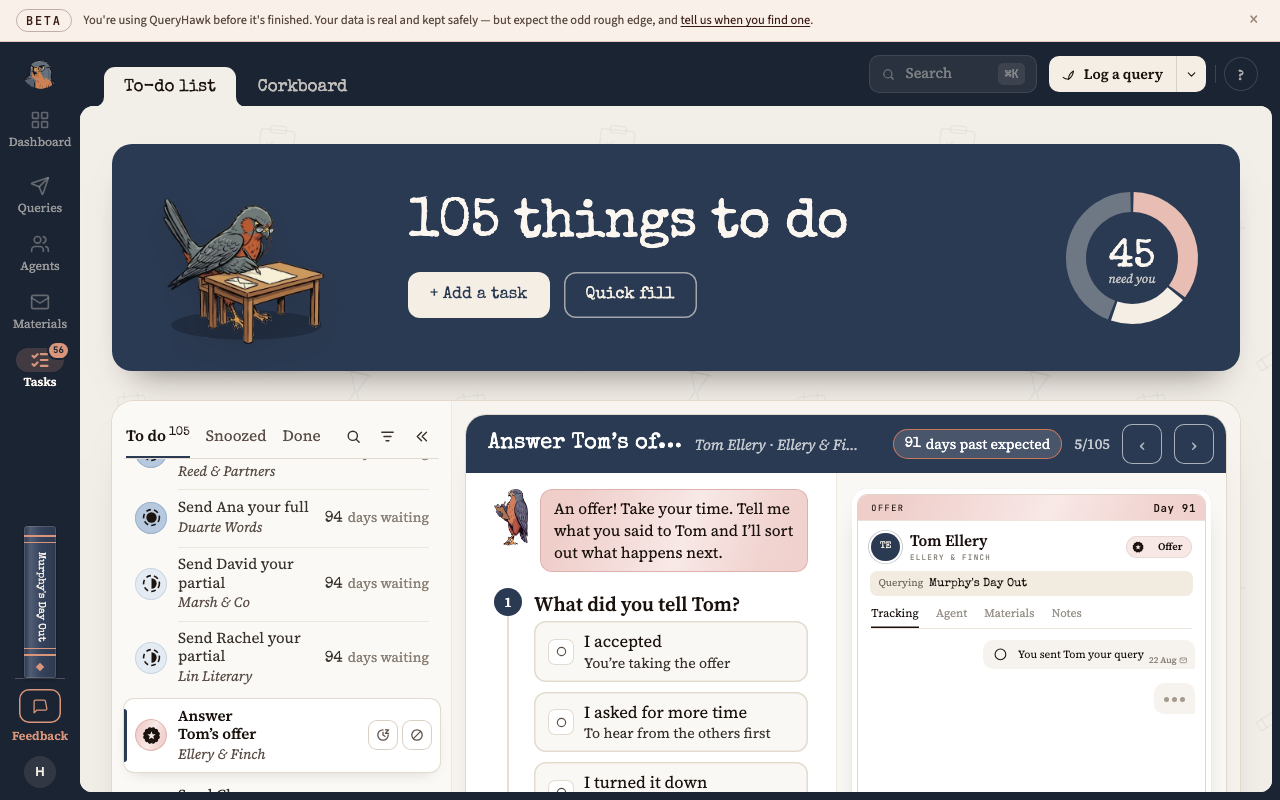 BETA
You're using QueryHawk before it's finished. Your data is real and kept safely — but expect the odd rough edge, and tell us when you find one.
×
To-do list
Corkboard
Search
⌘K
Log a query
?
Dashboard
Queries
Agents
Materials
56
Tasks
Murphy's Day Out
Feedback
H
105 things to do
+ Add a task
Quick fill
45
need you
To do 105
Snoozed
Done
Reed & Partners
Send Ana your full
Duarte Words
94 days waiting
Send David your
partial
Marsh & Co
94 days waiting
Send Rachel your
partial
Lin Literary
94 days waiting
Answer
Tom's offer
Ellery & Finch
Answer Tom's of...
Tom Ellery · Ellery & Fi...
91 days past expected
5/105
‹
›
An offer! Take your time. Tell me
what you said to Tom and I'll sort
out what happens next.
1
What did you tell Tom?
I accepted
You're taking the offer
I asked for more time
To hear from the others first
I turned it down
OFFER
Day 91
TE
Tom Ellery
ELLERY & FINCH
Offer
Querying Murphy's Day Out
Tracking
Agent
Materials
Notes
You sent Tom your query
22 Aug